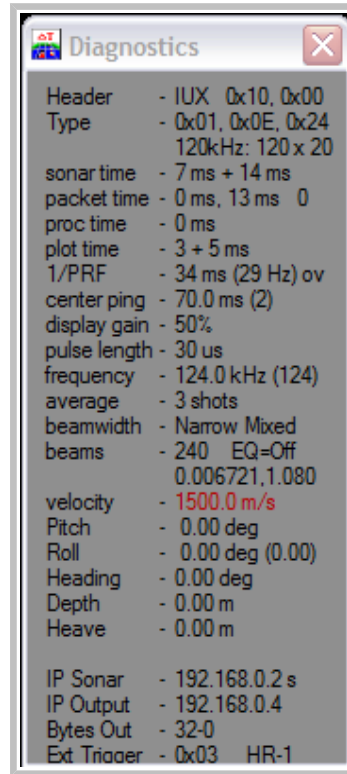 ΔT
Diagnostics
Header - IUX 0x10, 0x00
Type - 0x01, 0x0E, 0x24
120kHz: 120 x 20
sonar time - 7 ms + 14 ms
packet time - 0 ms, 13 ms 0
proc time - 0 ms
plot time - 3 + 5 ms
1/PRF - 34 ms (29 Hz) ov
center ping - 70.0 ms (2)
display gain - 50%
pulse length - 30 us
frequency - 124.0 kHz (124)
average - 3 shots
beamwidth - Narrow Mixed
beams - 240 EQ=Off
0.006721,1.080
velocity - 1500.0 m/s
Pitch - 0.00 deg
Roll - 0.00 deg (0.00)
Heading - 0.00 deg
Depth - 0.00 m
Heave - 0.00 m
IP Sonar - 192.168.0.2 s
IP Output - 192.168.0.4
Bytes Out - 32-0
Ext Trigger - 0x03 HR-1